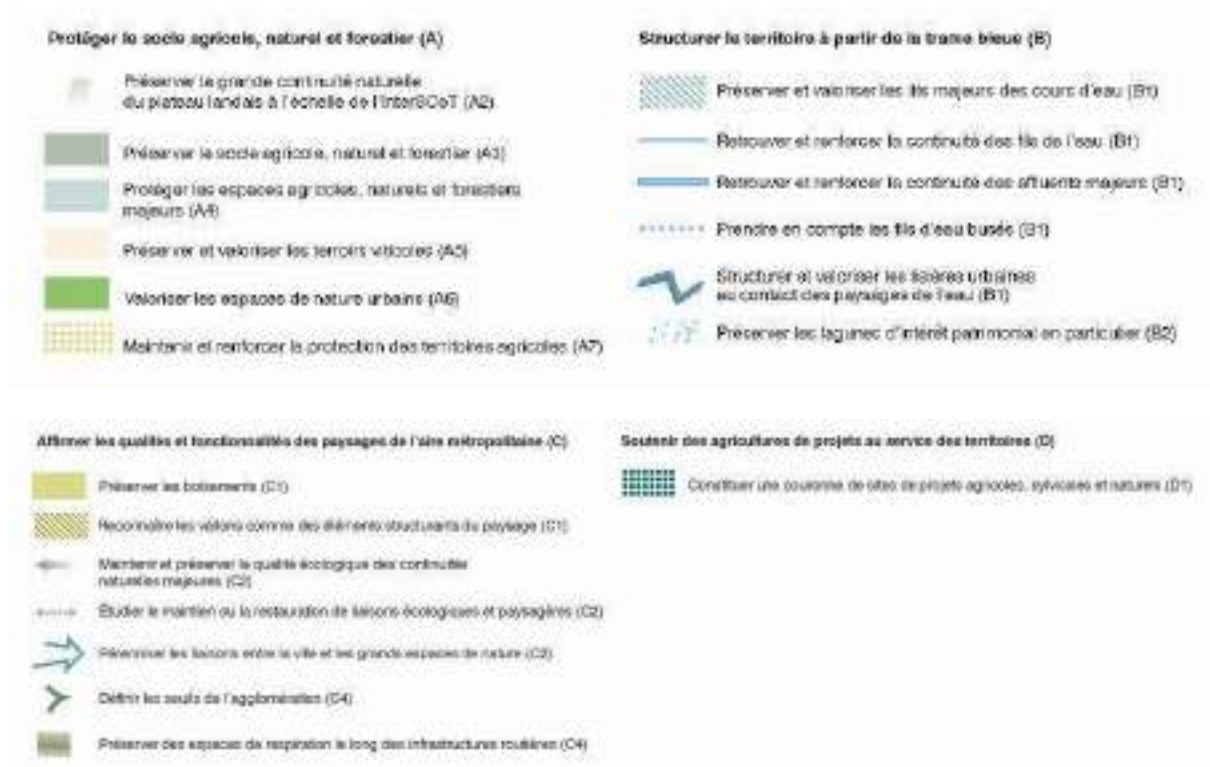 Protéger le socle agricole, naturel et forestier (A)
Préserver la grande continuité naturelle
du plateau landais à l'échelle de l'InterSCoT (A2)
Préserver le socle agricole, naturel et forestier (A3)
Protéger les espaces agricoles, naturels et forestiers
majeurs (A4)
Préserver et valoriser les terroirs viticoles (A5)
Valoriser les espaces de nature urbains (A6)
Maintenir et renforcer la protection des territoires agricoles (A7)
Structurer le territoire à partir de la trame bleue (B)
Préserver et valoriser les fils majeurs des cours d'eau (B1)
Retrouver et renforcer la continuité des fils de l'eau (B1)
Retrouver et renforcer la continuité des affluents majeurs (B1)
Prendre en compte les fils d'eau busés (B1)
Structurer et valoriser les lisières urbaines
au contact des paysages de l'eau (B1)
Préserver les lagunes d'intérêt patrimonial en particulier (B2)
Affirmer les qualités et fonctionnalités des paysages de l'aire métropolitaine (C)
Préserver les boisements (C1)
Reconnaître les vallons comme des éléments structurants du paysage (C1)
Maintenir et préserver la qualité écologique des continuités
naturelles majeures (C2)
Étudier le maintien ou la restauration de liaisons écologiques et paysagères (C2)
Pérenniser les liaisons entre la ville et les grands espaces de nature (C3)
Définir les seuils de l'agglomération (C4)
Préserver des espaces de respiration le long des infrastructures routières (C4)
Soutenir des agricultures de projets au service des territoires (D)
Constituer une couronne de sites de projets agricoles, sylvicoles et naturels (D1)